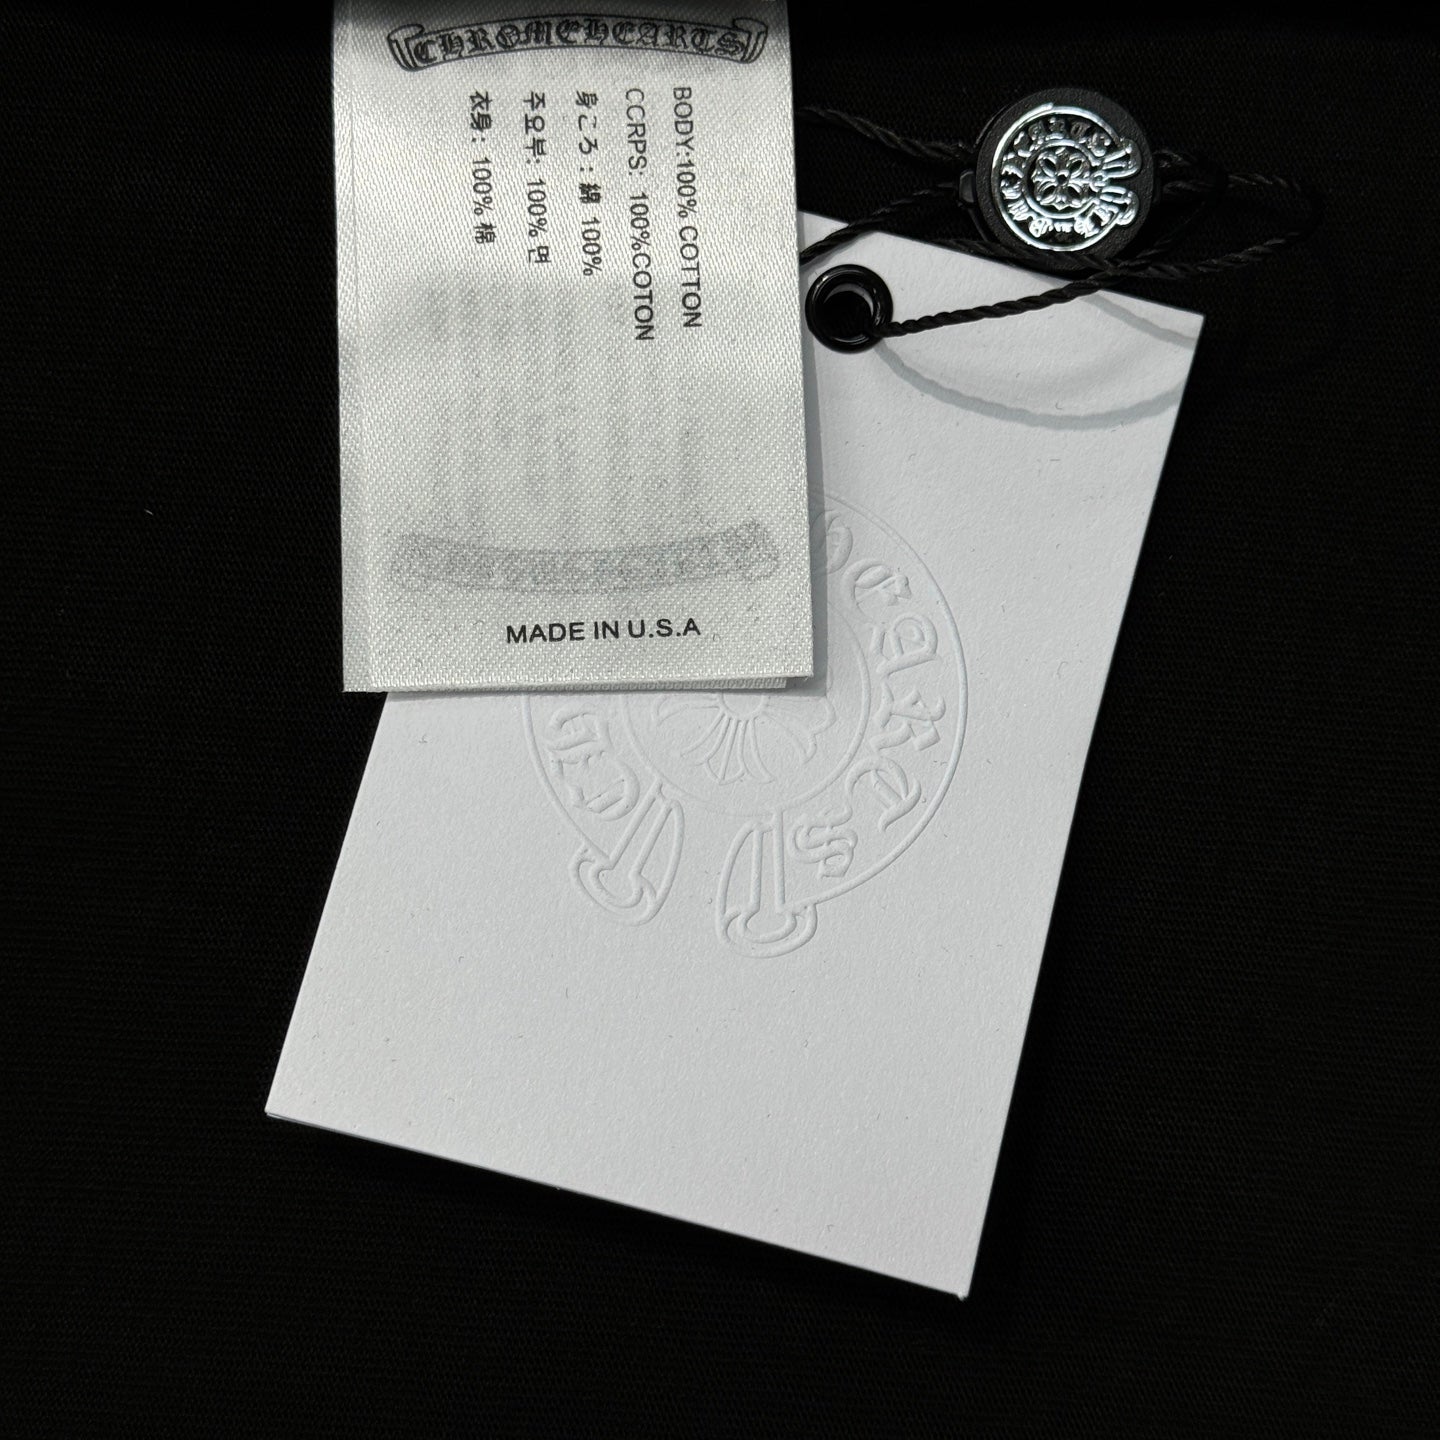 CHROMEHEARTS
BODY:100% COTTON
CCRPS: 100%COTON
身ごろ: 綿 100%
주요부: 100% 면
衣身: 100% 棉
MADE IN U.S.A
HEARTS